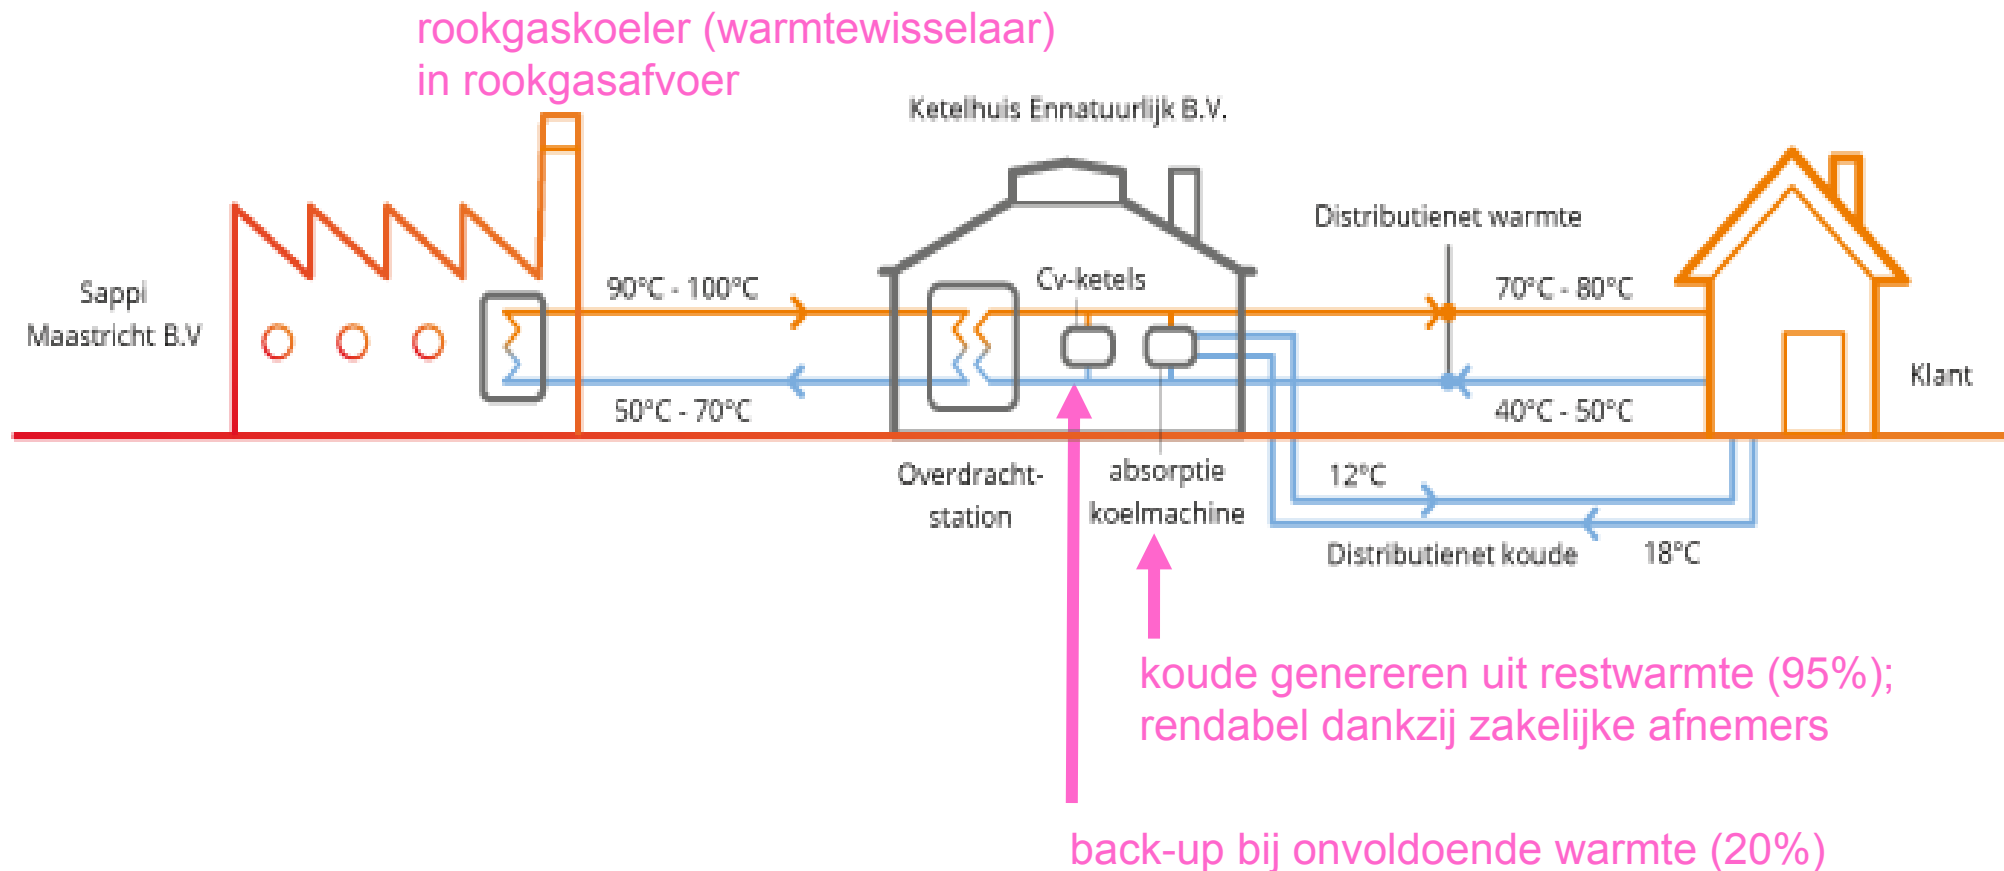 rookgaskoeler (warmtewisselaar)
in rookgasafvoer
Ketelhuis Ennatuurlijk B.V.
Distributienet warmte
Sappi
Maastricht B.V
90°C - 100°C
Cv-ketels
70°C - 80°C
50°C - 70°C
40°C - 50°C
Klant
Overdracht-
station
absorptie
koelmachine
12°C
Distributienet koude
18°C
koude genereren uit restwarmte (95%);
rendabel dankzij zakelijke afnemers
back-up bij onvoldoende warmte (20%)